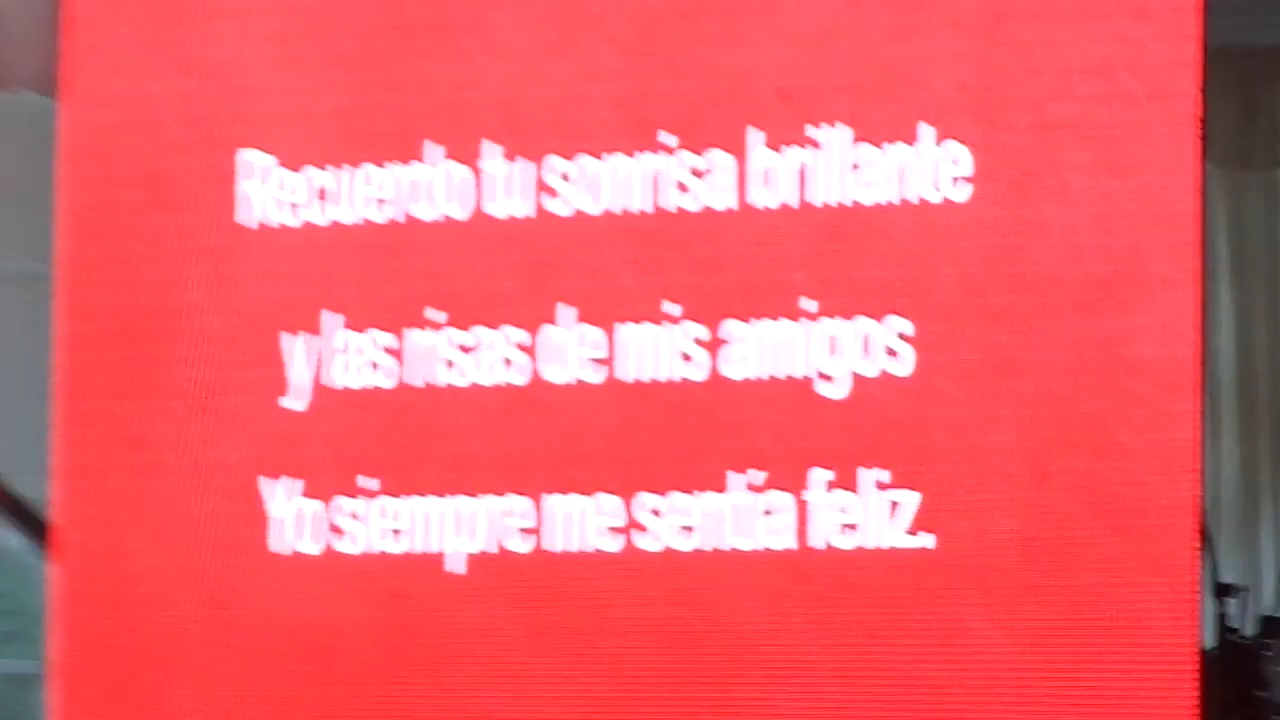 Recuerdo tu sonrisa brillante
y las risas de mis amigos
Yo siempre me sentía feliz.